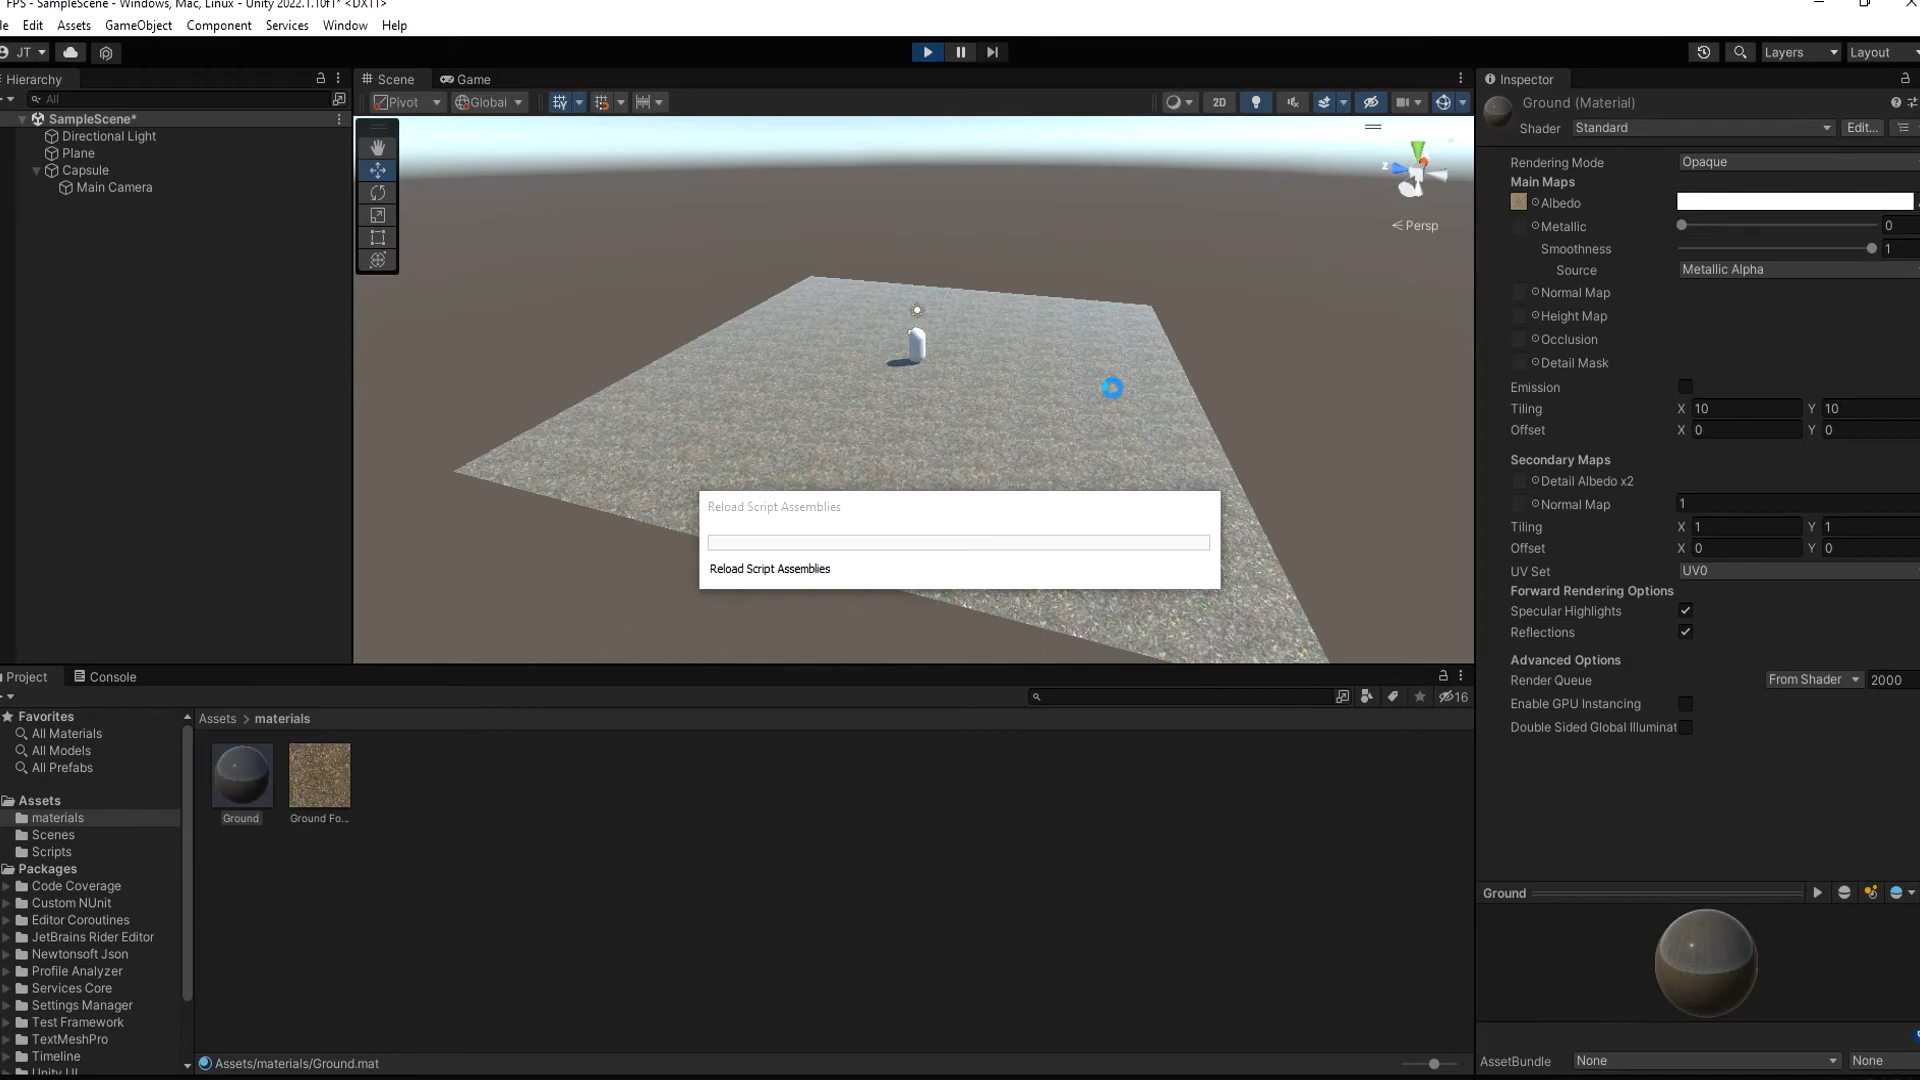 FPS - SampleScene - Windows, Mac, Linux - Unity 2022.1.10f1* <DX11>
Edit Assets GameObject Component Services Window Help
JT
Layers Layout
Hierarchy
All
SampleScene*
Directional Light
Plane
Capsule
Main Camera
Scene Game
Pivot Global
2D
Persp
Reload Script Assemblies
Reload Script Assemblies
Inspector
Ground (Material)
Shader Standard Edit...
Rendering Mode Opaque
Main Maps
Albedo
Metallic 0
Smoothness 1
Source Metallic Alpha
Normal Map
Height Map
Occlusion
Detail Mask
Emission
Tiling X 10 Y 10
Offset X 0 Y 0
Secondary Maps
Detail Albedo x2
Normal Map 1
Tiling X 1 Y 1
Offset X 0 Y 0
UV Set UV0
Forward Rendering Options
Specular Highlights
Reflections
Advanced Options
Render Queue From Shader 2000
Enable GPU Instancing
Double Sided Global Illuminat
Ground
AssetBundle None None
Project Console
16
Favorites
All Materials
All Models
All Prefabs
Assets
materials
Scenes
Scripts
Packages
Code Coverage
Custom NUnit
Editor Coroutines
JetBrains Rider Editor
Newtonsoft Json
Profile Analyzer
Services Core
Settings Manager
Test Framework
TextMeshPro
Timeline
Unity UI
Assets > materials
Ground Ground Fo...
Assets/materials/Ground.mat